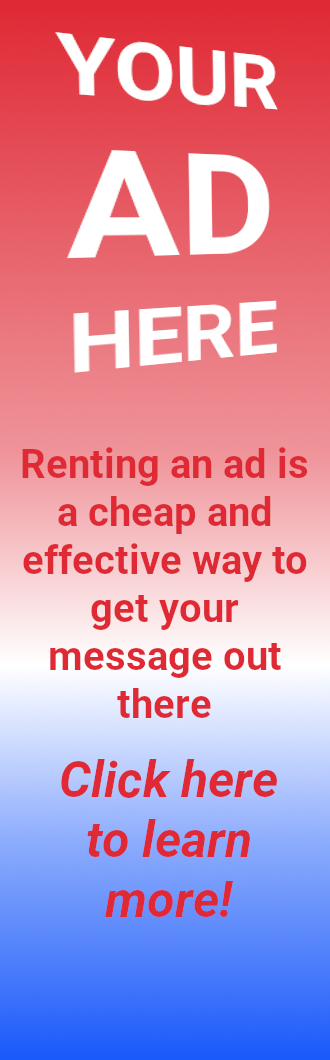 YOUR
AD
HERE
Renting an ad is
a cheap and
effective way to
get your
message out
there
Click here
to learn
more!